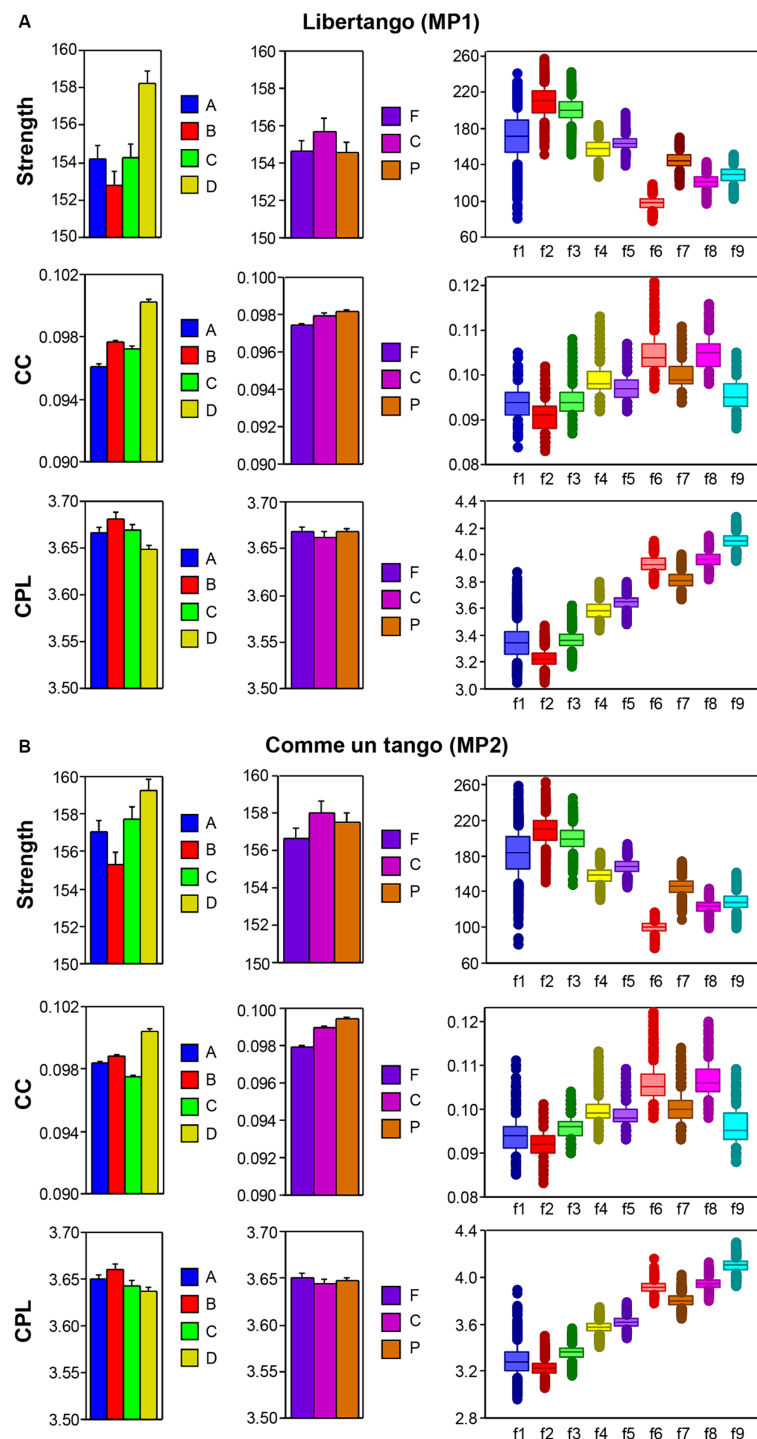 A
Libertango (MP1)
Strength
160
158
156
154
152
150
A
B
C
D
160
158
156
154
152
150
F
C
P
260
220
180
140
100
60
f1 f2 f3 f4 f5 f6 f7 f8 f9
CC
0.102
0.098
0.094
0.090
A
B
C
D
0.100
0.098
0.096
0.094
0.092
0.090
F
C
P
0.12
0.11
0.10
0.09
0.08
f1 f2 f3 f4 f5 f6 f7 f8 f9
CPL
3.70
3.65
3.60
3.55
3.50
A
B
C
D
3.70
3.65
3.60
3.55
3.50
F
C
P
4.4
4.2
4.0
3.8
3.6
3.4
3.2
3.0
f1 f2 f3 f4 f5 f6 f7 f8 f9
B
Comme un tango (MP2)
Strength
160
158
156
154
152
150
A
B
C
D
160
158
156
154
152
150
F
C
P
260
220
180
140
100
60
f1 f2 f3 f4 f5 f6 f7 f8 f9
CC
0.102
0.098
0.094
0.090
A
B
C
D
0.100
0.098
0.096
0.094
0.092
0.090
F
C
P
0.12
0.11
0.10
0.09
0.08
f1 f2 f3 f4 f5 f6 f7 f8 f9
CPL
3.70
3.65
3.60
3.55
3.50
A
B
C
D
3.70
3.65
3.60
3.55
3.50
F
C
P
4.4
4.0
3.6
3.2
2.8
f1 f2 f3 f4 f5 f6 f7 f8 f9